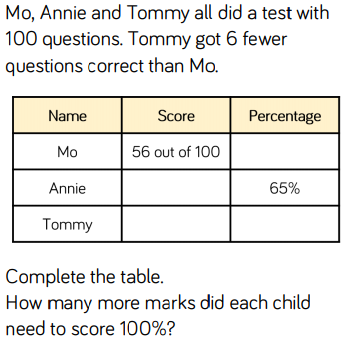 Mo, Annie and Tommy all did a test with
100 questions. Tommy got 6 fewer
questions correct than Mo.
Name Score Percentage
Mo 56 out of 100
Annie 65%
Tommy
Complete the table.
How many more marks did each child
need to score 100%?